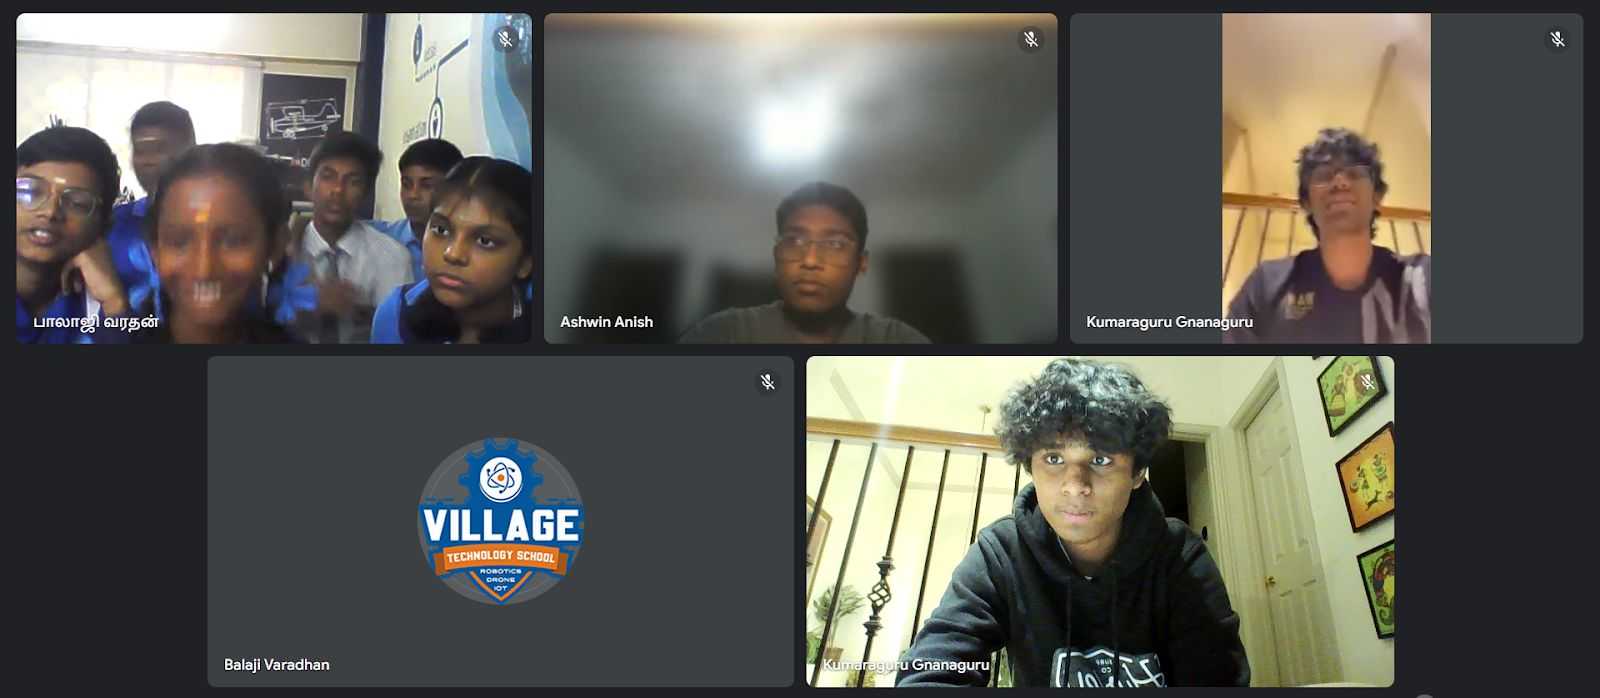 பாலாஜி வரதன்
Ashwin Anish
Kumaraguru Gnanaguru
VILLAGE
TECHNOLOGY SCHOOL
ROBOTICS
DRONE
IOT
Balaji Varadhan
Kumaraguru Gnanaguru